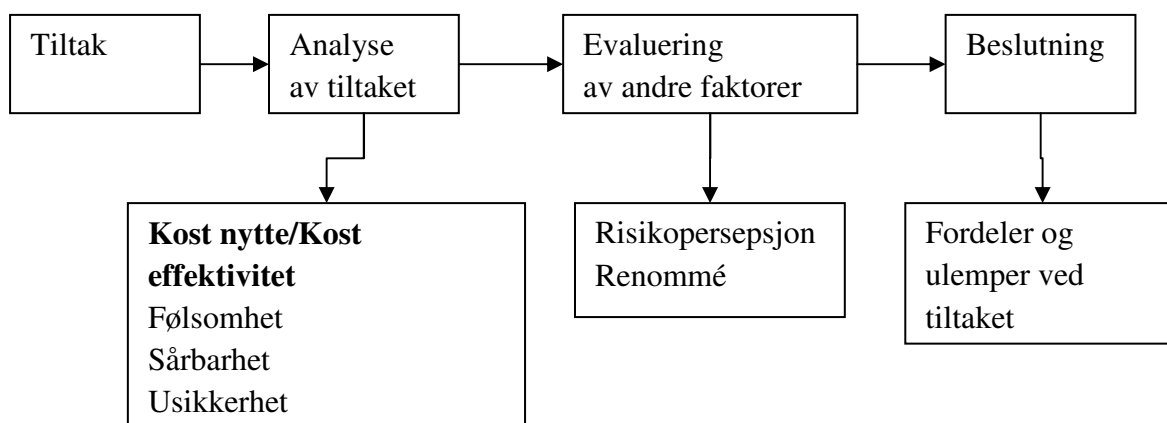 Tiltak
Analyse
av tiltaket
Evaluering
av andre faktorer
Beslutning
Kost nytte/Kost
effektivitet
Følsomhet
Sårbarhet
Usikkerhet
Risikopersepsjon
Renommé
Fordeler og
ulemper ved
tiltaket